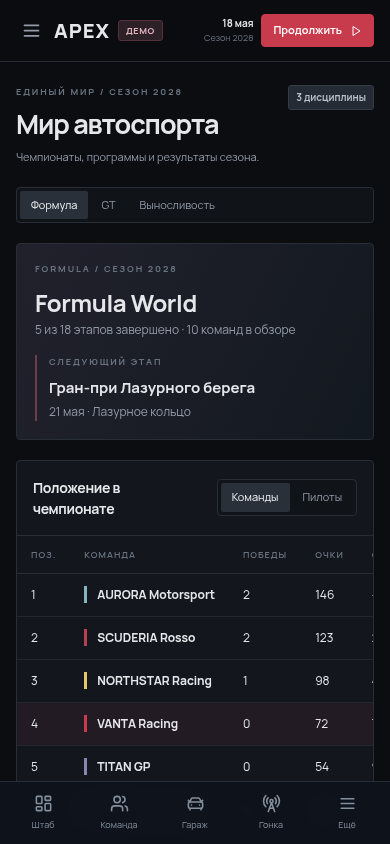 APEX ДЕМО
18 мая
Сезон 2028
Продолжить
ЕДИНЫЙ МИР / СЕЗОН 2028
3 дисциплины
Мир автоспорта
Чемпионаты, программы и результаты сезона.
Формула GT Выносливость
FORMULA / СЕЗОН 2028
Formula World
5 из 18 этапов завершено · 10 команд в обзоре
СЛЕДУЮЩИЙ ЭТАП
Гран-при Лазурного берега
21 мая · Лазурное кольцо
Положение в
чемпионате
Команды Пилоты
ПОЗ. КОМАНДА ПОБЕДЫ ОЧКИ
1 AURORA Motorsport 2 146
2 SCUDERIA Rosso 2 123
3 NORTHSTAR Racing 1 98
4 VANTA Racing 0 72
5 TITAN GP 0 54
Штаб Команда Гараж Гонка Ещё